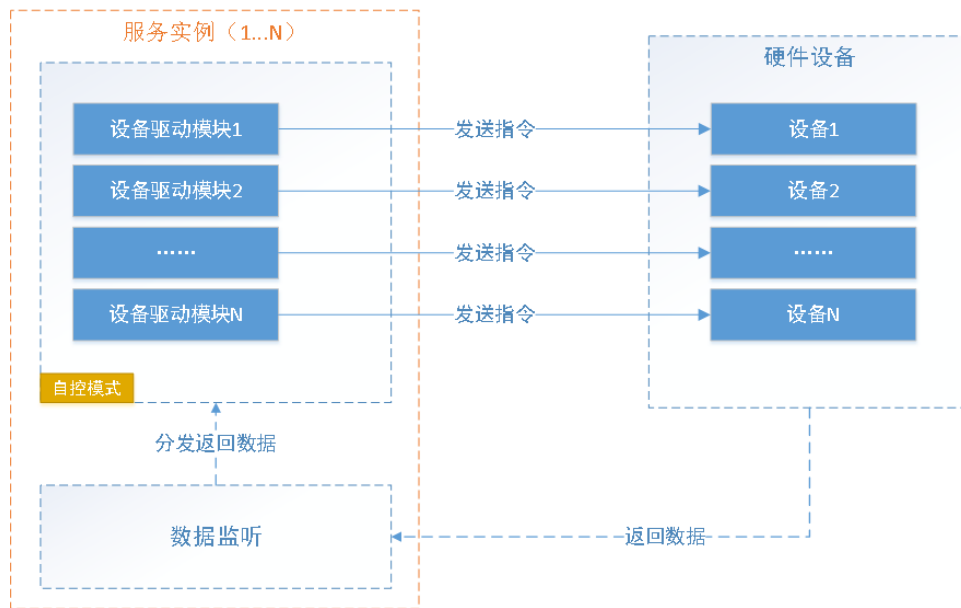 服务实例（1...N）
硬件设备
设备驱动模块1
发送指令
设备1
设备驱动模块2
发送指令
设备2
······
发送指令
······
设备驱动模块N
发送指令
设备N
自控模式
分发返回数据
数据监听
返回数据